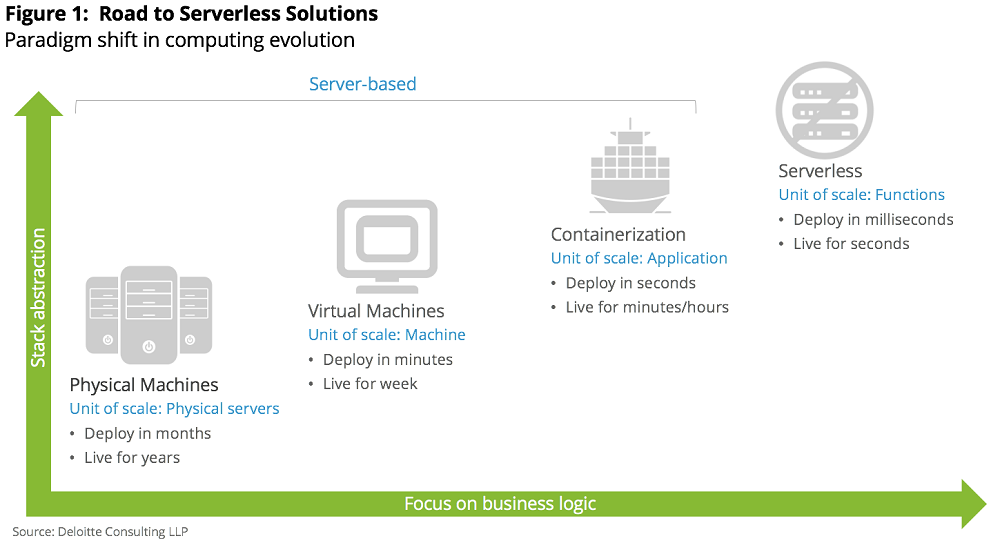 Figure 1:  Road to Serverless Solutions
Paradigm shift in computing evolution
Server-based
Stack abstraction
Physical Machines
Unit of scale: Physical servers
• Deploy in months
• Live for years
Virtual Machines
Unit of scale: Machine
• Deploy in minutes
• Live for week
Containerization
Unit of scale: Application
• Deploy in seconds
• Live for minutes/hours
Serverless
Unit of scale: Functions
• Deploy in milliseconds
• Live for seconds
Focus on business logic
Source: Deloitte Consulting LLP